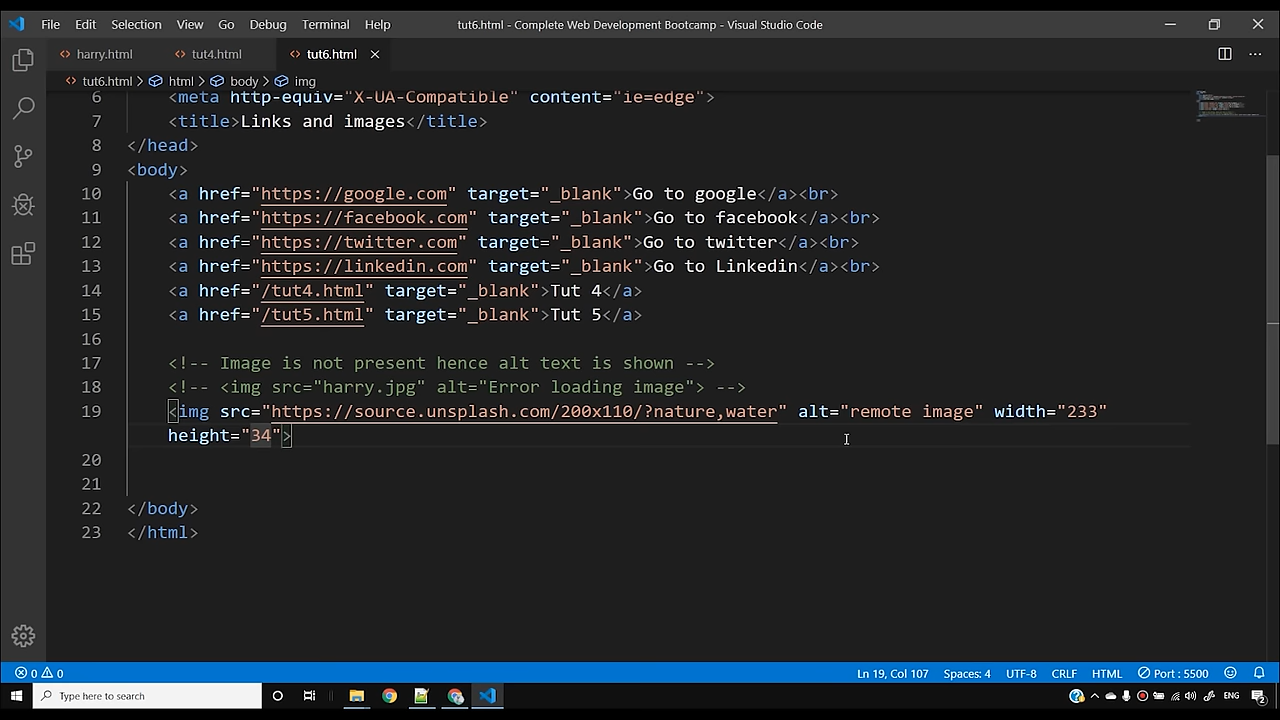 File Edit Selection View Go Debug Terminal Help tut6.html - Complete Web Development Bootcamp - Visual Studio Code
harry.html tut4.html tut6.html
tut6.html > html > body > img
6 <meta http-equiv="X-UA-Compatible" content="ie=edge">
7 <title>Links and images</title>
8 </head>
9 <body>
10 <a href="https://google.com" target="_blank">Go to google</a><br>
11 <a href="https://facebook.com" target="_blank">Go to facebook</a><br>
12 <a href="https://twitter.com" target="_blank">Go to twitter</a><br>
13 <a href="https://linkedin.com" target="_blank">Go to Linkedin</a><br>
14 <a href="/tut4.html" target="_blank">Tut 4</a>
15 <a href="/tut5.html" target="_blank">Tut 5</a>
16
17 <!-- Image is not present hence alt text is shown -->
18 <!-- <img src="harry.jpg" alt="Error loading image"> -->
19 <img src="https://source.unsplash.com/200x110/?nature,water" alt="remote image" width="233"
height="34">
20
21
22 </body>
23 </html>
0 0 Ln 19, Col 107 Spaces: 4 UTF-8 CRLF HTML Port : 5500
Type here to search ENG 2